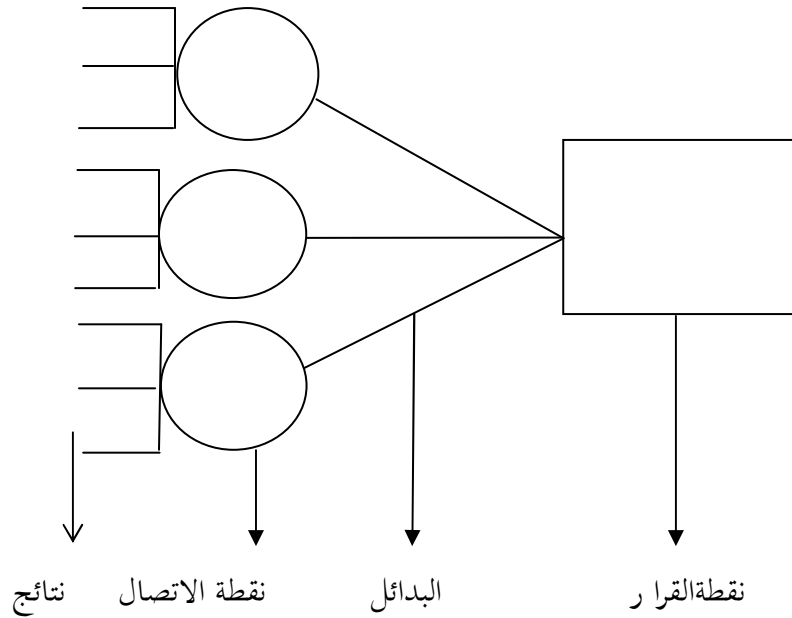 نقطةالقرا ر
البدائل
نقطة الاتصال
نتائج